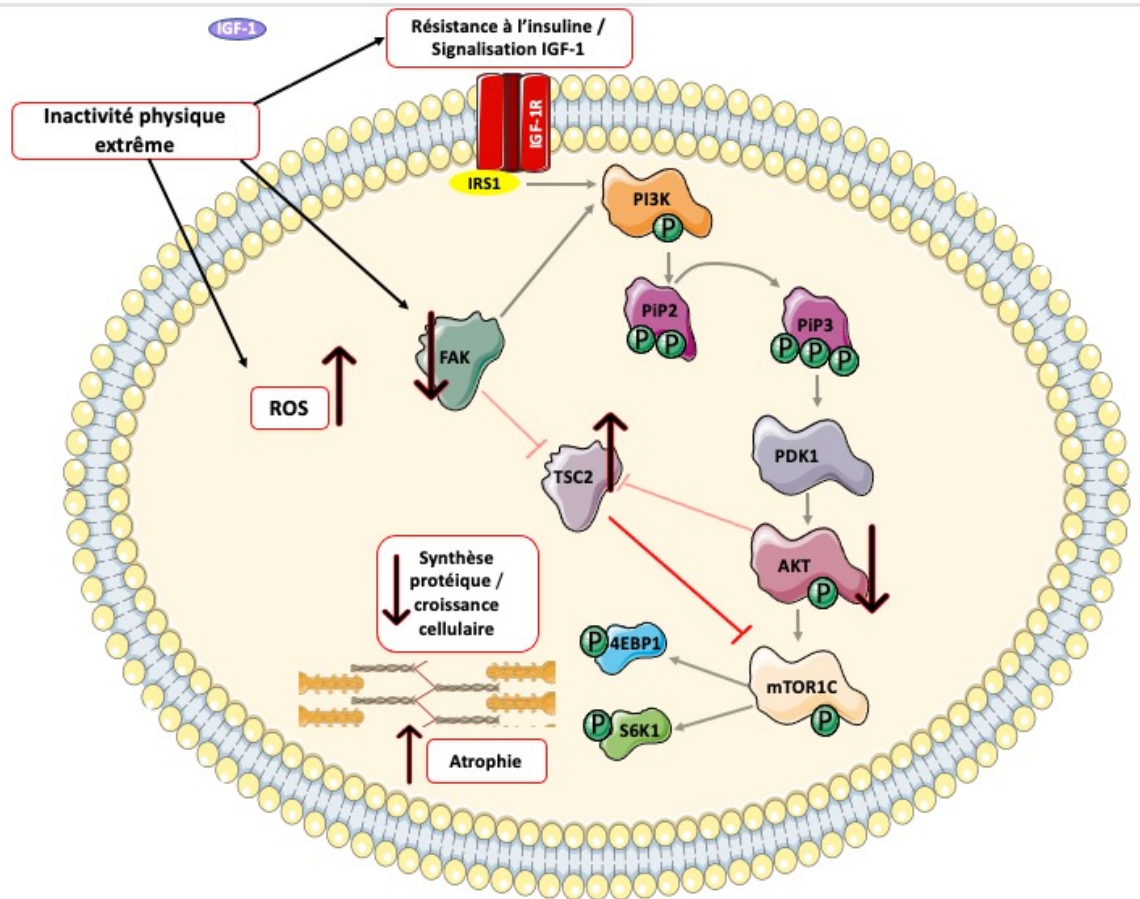 IGF-1
Résistance à l'insuline /
Signalisation IGF-1
Inactivité physique
extrême
IGF-1R
IRS1
PI3K
P
PiP2
P P
PiP3
P P P
FAK
ROS
PDK1
TSC2
AKT
P
Synthèse
protéique /
croissance
cellulaire
P 4EBP1
mTOR1C
P
P S6K1
Atrophie